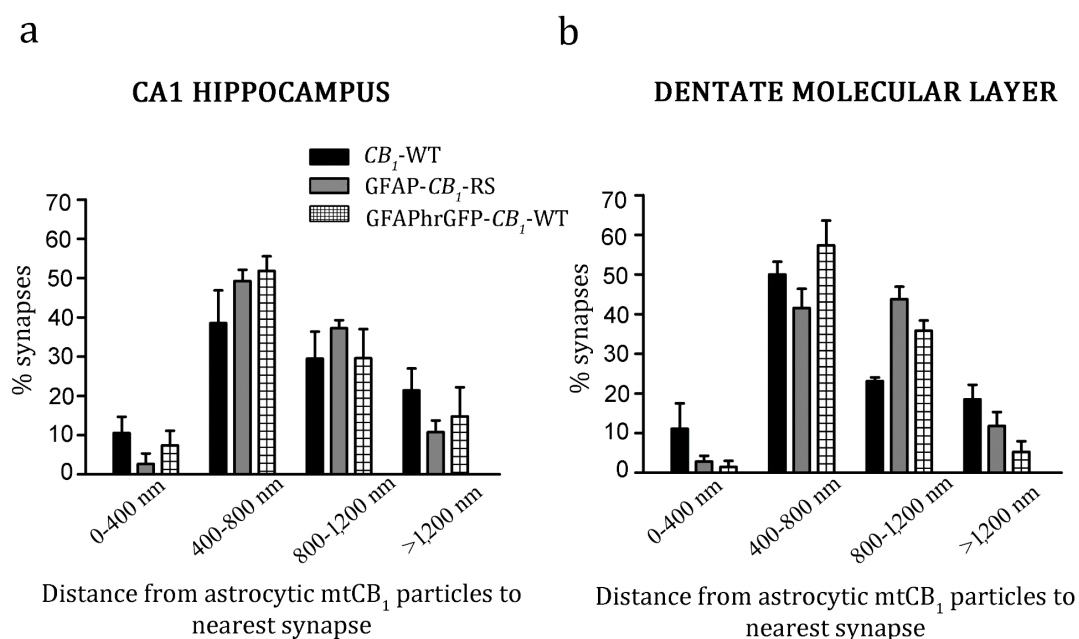 a
CA1 HIPPOCAMPUS
CB₁-WT
GFAP-CB₁-RS
GFAPhrGFP-CB₁-WT
% synapses
70
60
50
40
30
20
10
0
0-400 nm
400-800 nm
800-1,200 nm
>1200 nm
Distance from astrocytic mtCB₁ particles to
nearest synapse
b
DENTATE MOLECULAR LAYER
% synapses
70
60
50
40
30
20
10
0
0-400 nm
400-800 nm
800-1,200 nm
>1,200 nm
Distance from astrocytic mtCB₁ particles to
nearest synapse